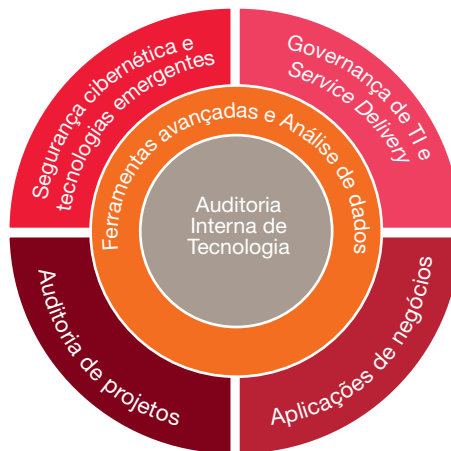 Segurança cibernética e
tecnologias emergentes
Governança de TI e
Service Delivery
Ferramentas avançadas e Análise de dados
Auditoria
Interna de
Tecnologia
Auditoria de projetos
Aplicações de negócios